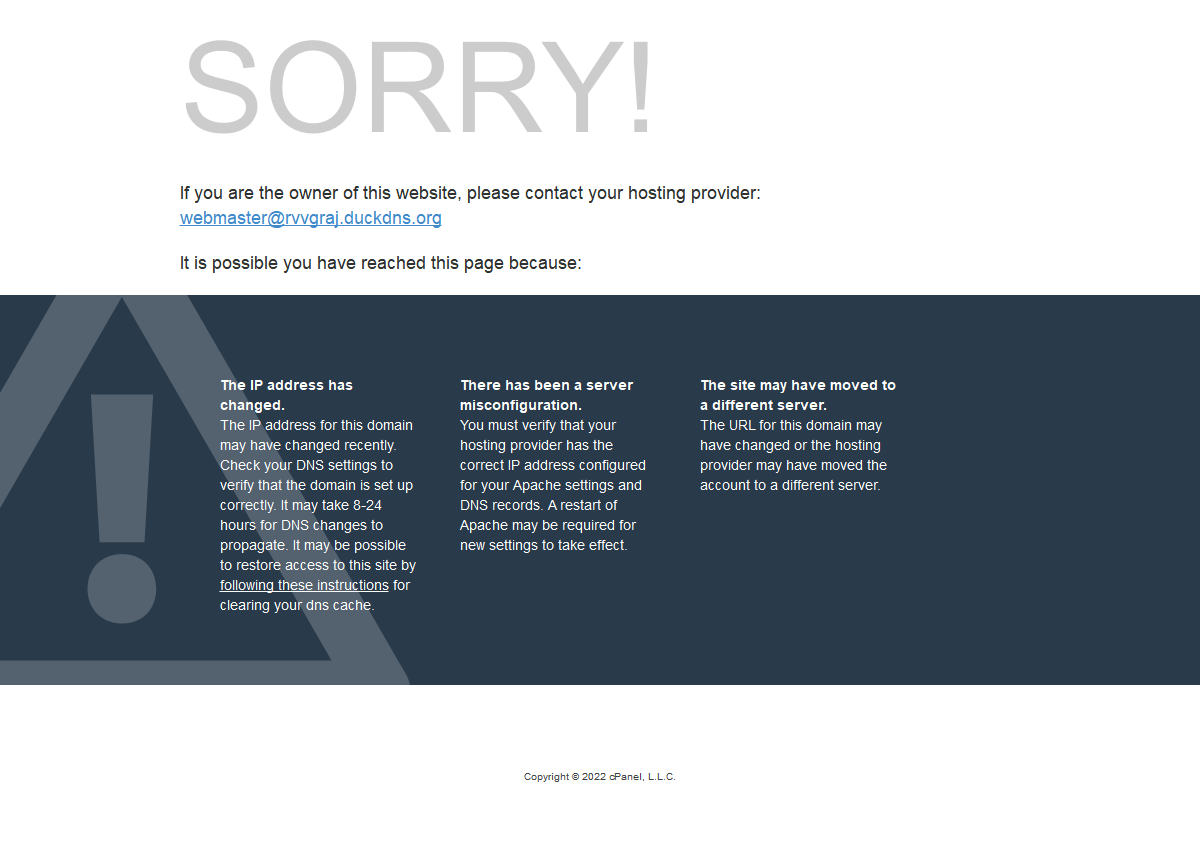 SORRY!
If you are the owner of this website, please contact your hosting provider:
webmaster@rvvgraj.duckdns.org
It is possible you have reached this page because:
The IP address has
changed.
The IP address for this domain
may have changed recently.
Check your DNS settings to
verify that the domain is set up
correctly. It may take 8-24
hours for DNS changes to
propagate. It may be possible
to restore access to this site by
following these instructions for
clearing your dns cache.
There has been a server
misconfiguration.
You must verify that your
hosting provider has the
correct IP address configured
for your Apache settings and
DNS records. A restart of
Apache may be required for
new settings to take effect.
The site may have moved to
a different server.
The URL for this domain may
have changed or the hosting
provider may have moved the
account to a different server.
Copyright © 2022 cPanel, L.L.C.